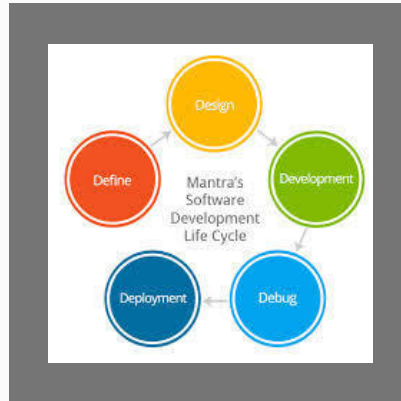 Design
Define
Development
Mantra's
Software
Development
Life Cycle
Deployment
Debug